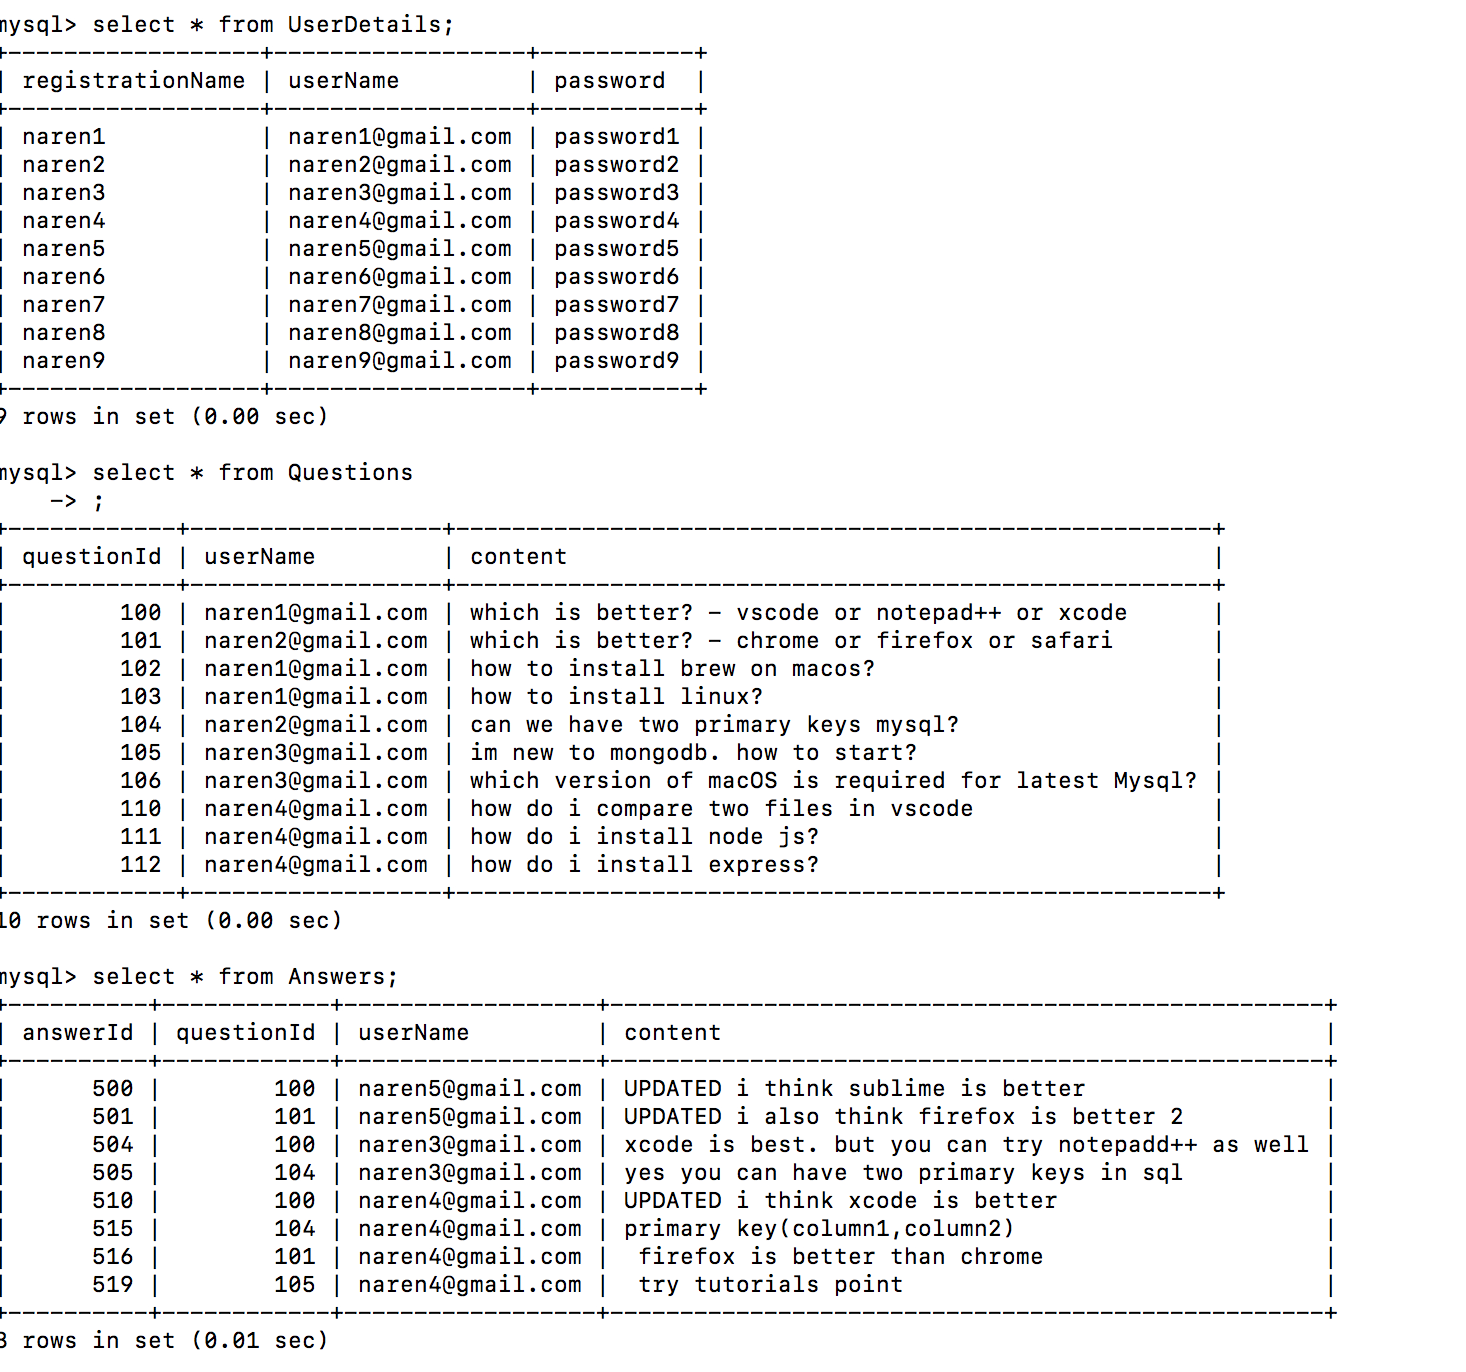 mysql> select * from UserDetails;
+------------------+------------------+-----------+
| registrationName | userName         | password  |
+------------------+------------------+-----------+
| naren1           | naren1@gmail.com | password1 |
| naren2           | naren2@gmail.com | password2 |
| naren3           | naren3@gmail.com | password3 |
| naren4           | naren4@gmail.com | password4 |
| naren5           | naren5@gmail.com | password5 |
| naren6           | naren6@gmail.com | password6 |
| naren7           | naren7@gmail.com | password7 |
| naren8           | naren8@gmail.com | password8 |
| naren9           | naren9@gmail.com | password9 |
+------------------+------------------+-----------+
9 rows in set (0.00 sec)

mysql> select * from Questions
    -> ;
+------------+------------------+------------------------------------------------------+
| questionId | userName         | content                                              |
+------------+------------------+------------------------------------------------------+
|        100 | naren1@gmail.com | which is better? - vscode or notepad++ or xcode      |
|        101 | naren2@gmail.com | which is better? - chrome or firefox or safari       |
|        102 | naren1@gmail.com | how to install brew on macos?                        |
|        103 | naren1@gmail.com | how to install linux?                                |
|        104 | naren2@gmail.com | can we have two primary keys mysql?                  |
|        105 | naren3@gmail.com | im new to mongodb. how to start?                     |
|        106 | naren3@gmail.com | which version of macOS is required for latest Mysql? |
|        110 | naren4@gmail.com | how do i compare two files in vscode                 |
|        111 | naren4@gmail.com | how do i install node js?                            |
|        112 | naren4@gmail.com | how do i install express?                            |
+------------+------------------+------------------------------------------------------+
10 rows in set (0.00 sec)

mysql> select * from Answers;
+----------+------------+------------------+---------------------------------------------------+
| answerId | questionId | userName         | content                                           |
+----------+------------+------------------+---------------------------------------------------+
|      500 |        100 | naren5@gmail.com | UPDATED i think sublime is better                 |
|      501 |        101 | naren5@gmail.com | UPDATED i also think firefox is better 2          |
|      504 |        100 | naren3@gmail.com | xcode is best. but you can try notepadd++ as well |
|      505 |        104 | naren3@gmail.com | yes you can have two primary keys in sql          |
|      510 |        100 | naren4@gmail.com | UPDATED i think xcode is better                   |
|      515 |        104 | naren4@gmail.com | primary key(column1,column2)                      |
|      516 |        101 | naren4@gmail.com |  firefox is better than chrome                    |
|      519 |        105 | naren4@gmail.com |  try tutorials point                              |
+----------+------------+------------------+---------------------------------------------------+
8 rows in set (0.01 sec)